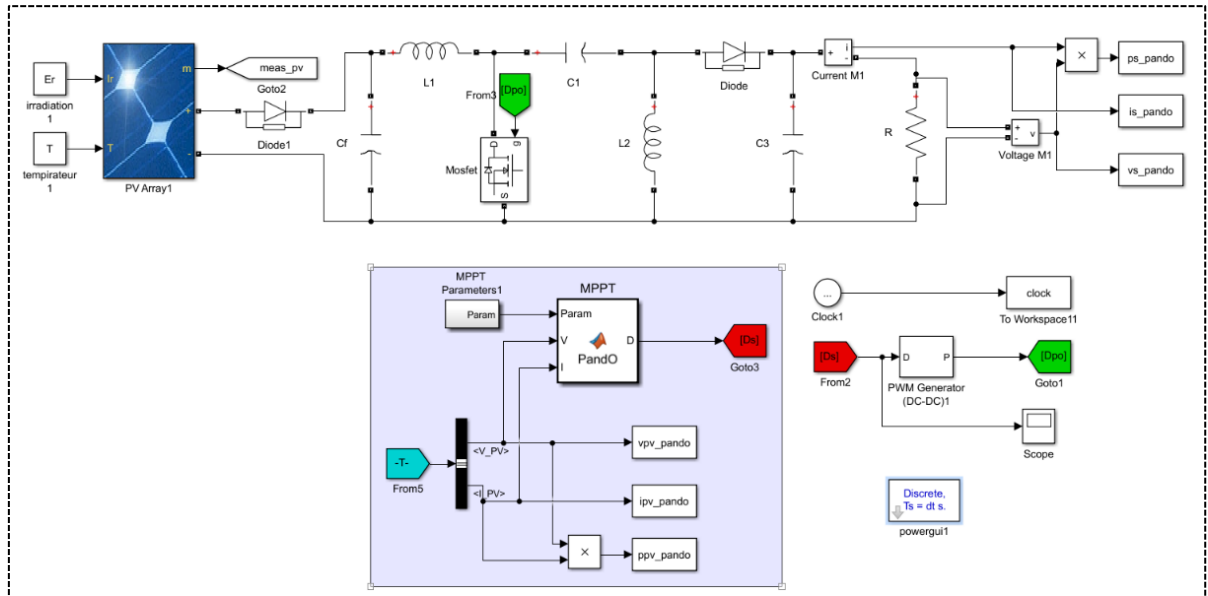 Er
irradiation
1
T
tempirateur
1
Ir
T
m
+
-
PV Array1
meas_pv
Goto2
Diode1
Cf
L1
From3
[Dpo]
Mosfet
D
g
S
C1
L2
Diode
C3
+
i
-
Current M1
R
+
-
v
Voltage M1
×
ps_pando
is_pando
vs_pando
MPPT
Parameters1
Param
MPPT
Param
V
I
PandO
D
[Ds]
Goto3
-T-
From5
<V_PV>
<I_PV>
vpv_pando
ipv_pando
×
ppv_pando
...
Clock1
clock
To Workspace11
[Ds]
From2
D
P
PWM Generator
(DC-DC)1
[Dpo]
Goto1
Scope
Discrete,
Ts = dt s.
powergui1